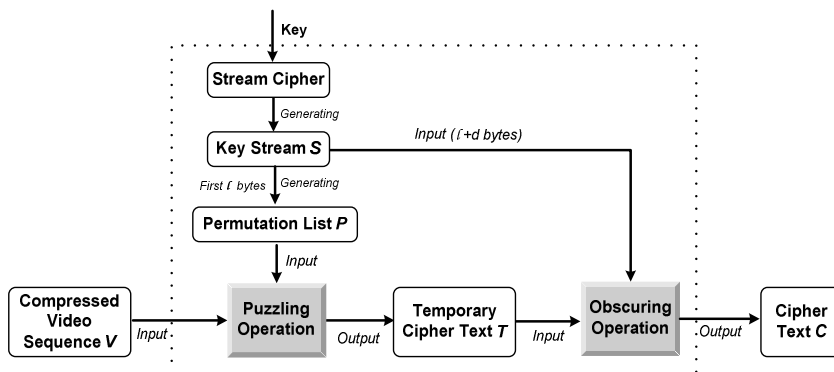 Key
Stream Cipher
Generating
Input (ℓ+d bytes)
Key Stream S
First ℓ bytes
Generating
Permutation List P
Input
Compressed
Video
Sequence V
Input
Puzzling
Operation
Output
Temporary
Cipher Text T
Input
Obscuring
Operation
Output
Cipher
Text C